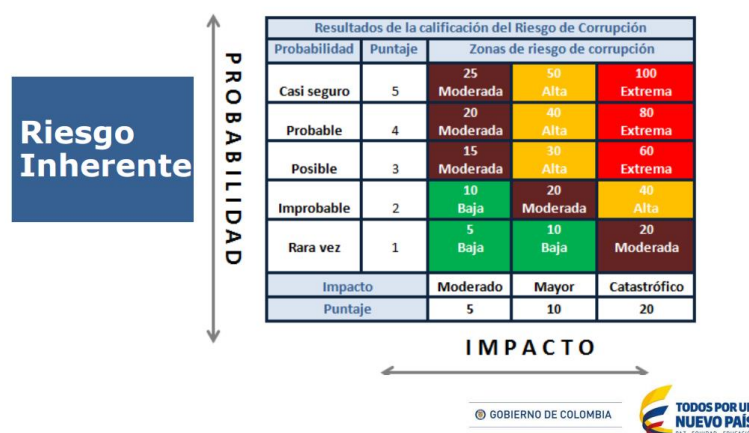 Riesgo
Inherente
PROBABILIDAD
Resultados de la calificación del Riesgo de Corrupción
Probabilidad Puntaje Zonas de riesgo de corrupción
Casi seguro 5 25 Moderada 50 Alta 100 Extrema
Probable 4 20 Moderada 40 Alta 80 Extrema
Posible 3 15 Moderada 30 Alta 60 Extrema
Improbable 2 10 Baja 20 Moderada 40 Alta
Rara vez 1 5 Baja 10 Baja 20 Moderada
Impacto Moderado Mayor Catastrófico
Puntaje 5 10 20
IMPACTO
GOBIERNO DE COLOMBIA
TODOS POR UN
NUEVO PAÍS